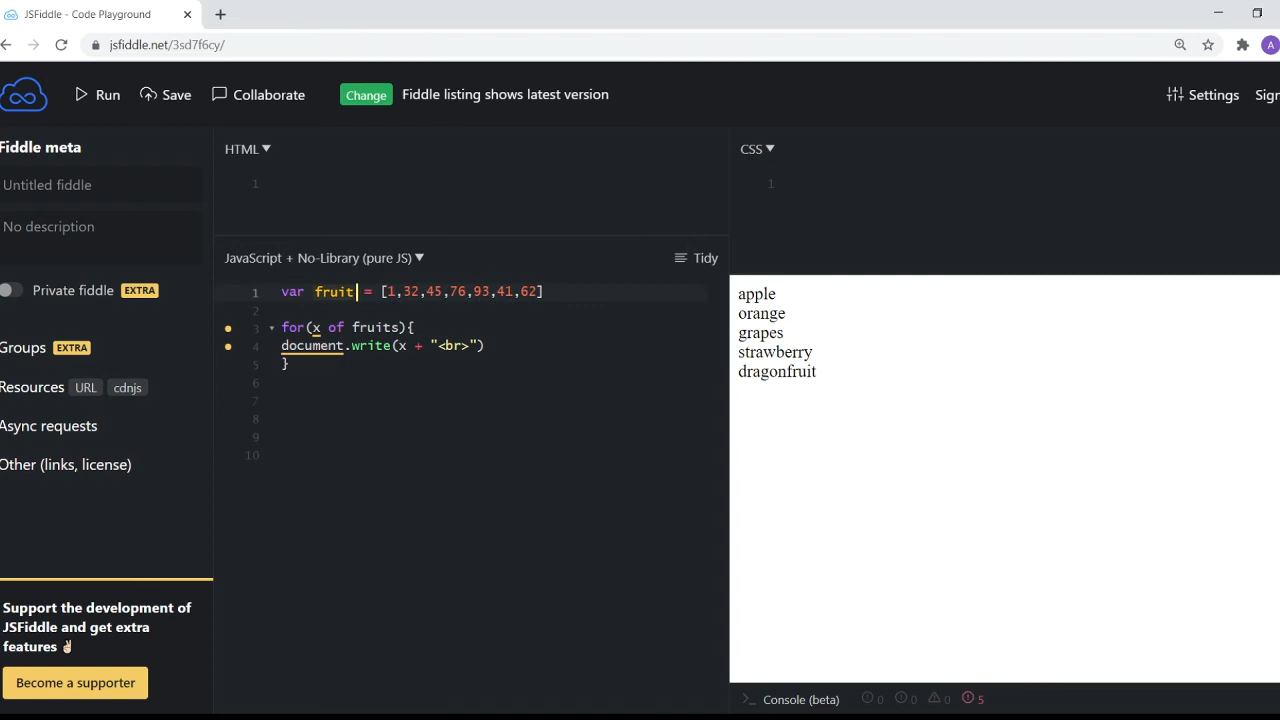 JSFiddle - Code Playground
jsfiddle.net/3sd7f6cy/
A
Run
Save
Collaborate
Change
Fiddle listing shows latest version
Settings
Sign
Fiddle meta
Untitled fiddle
No description
Private fiddle EXTRA
Groups EXTRA
Resources URL cdnjs
Async requests
Other (links, license)
Support the development of
JSFiddle and get extra
features ✌🏻
Become a supporter
HTML
1
CSS
1
JavaScript + No-Library (pure JS)
Tidy
1 var fruit = [1,32,45,76,93,41,62]
2
3 for(x of fruits){
4 document.write(x + "<br>")
5 }
6
7
8
9
10
apple
orange
grapes
strawberry
dragonfruit
>_ Console (beta) 0 0 0 5